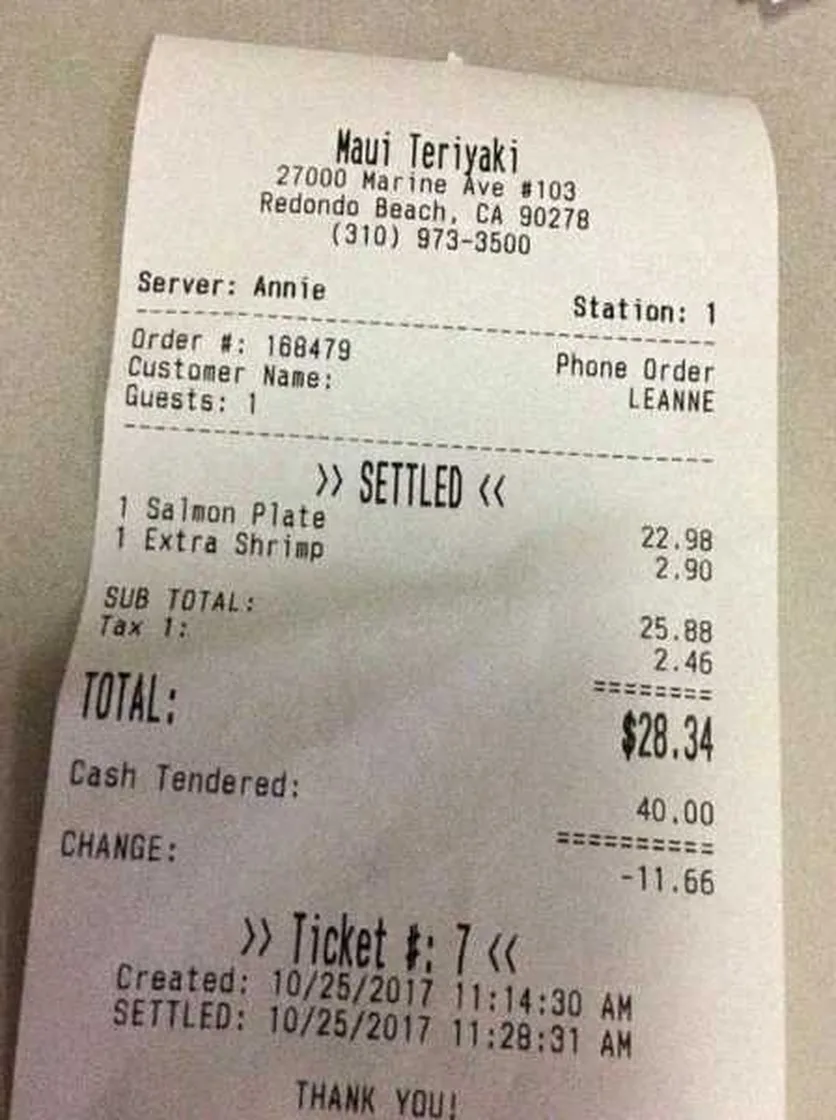 Maui Teriyaki
27000 Marine Ave #103
Redondo Beach, CA 90278
(310) 973-3500
Server: Annie Station: 1
Order #: 168479 Phone Order
Customer Name: LEANNE
Guests: 1
>> SETTLED <<
1 Salmon Plate 22.98
1 Extra Shrimp 2.90
SUB TOTAL: 25.88
Tax 1: 2.46
========
TOTAL: $28.34
Cash Tendered: 40.00
==========
CHANGE: -11.66
>> Ticket #: 7 <<
Created: 10/25/2017 11:14:30 AM
SETTLED: 10/25/2017 11:28:31 AM
THANK YOU!